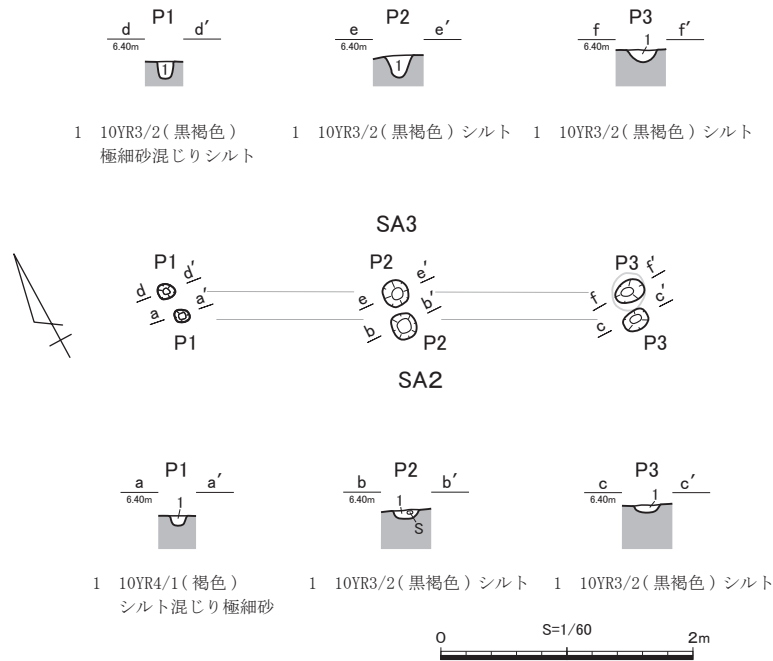 P1
d d′
6.40m
1
1 10YR3/2(黒褐色)
極細砂混じりシルト
P2
e e′
6.40m
1
1 10YR3/2(黒褐色)シルト
P3
f f′
6.40m
1
1 10YR3/2(黒褐色)シルト
SA3
P1
d d′
a a′
P1
P2
e e′
b b′
P2
P3
f f′
c c′
P3
SA2
P1
a a′
6.40m
1
1 10YR4/1(褐色)
シルト混じり極細砂
P2
b b′
6.40m
1
S
1 10YR3/2(黒褐色)シルト
P3
c c′
6.40m
1
1 10YR3/2(黒褐色)シルト
0 S=1/60 2m